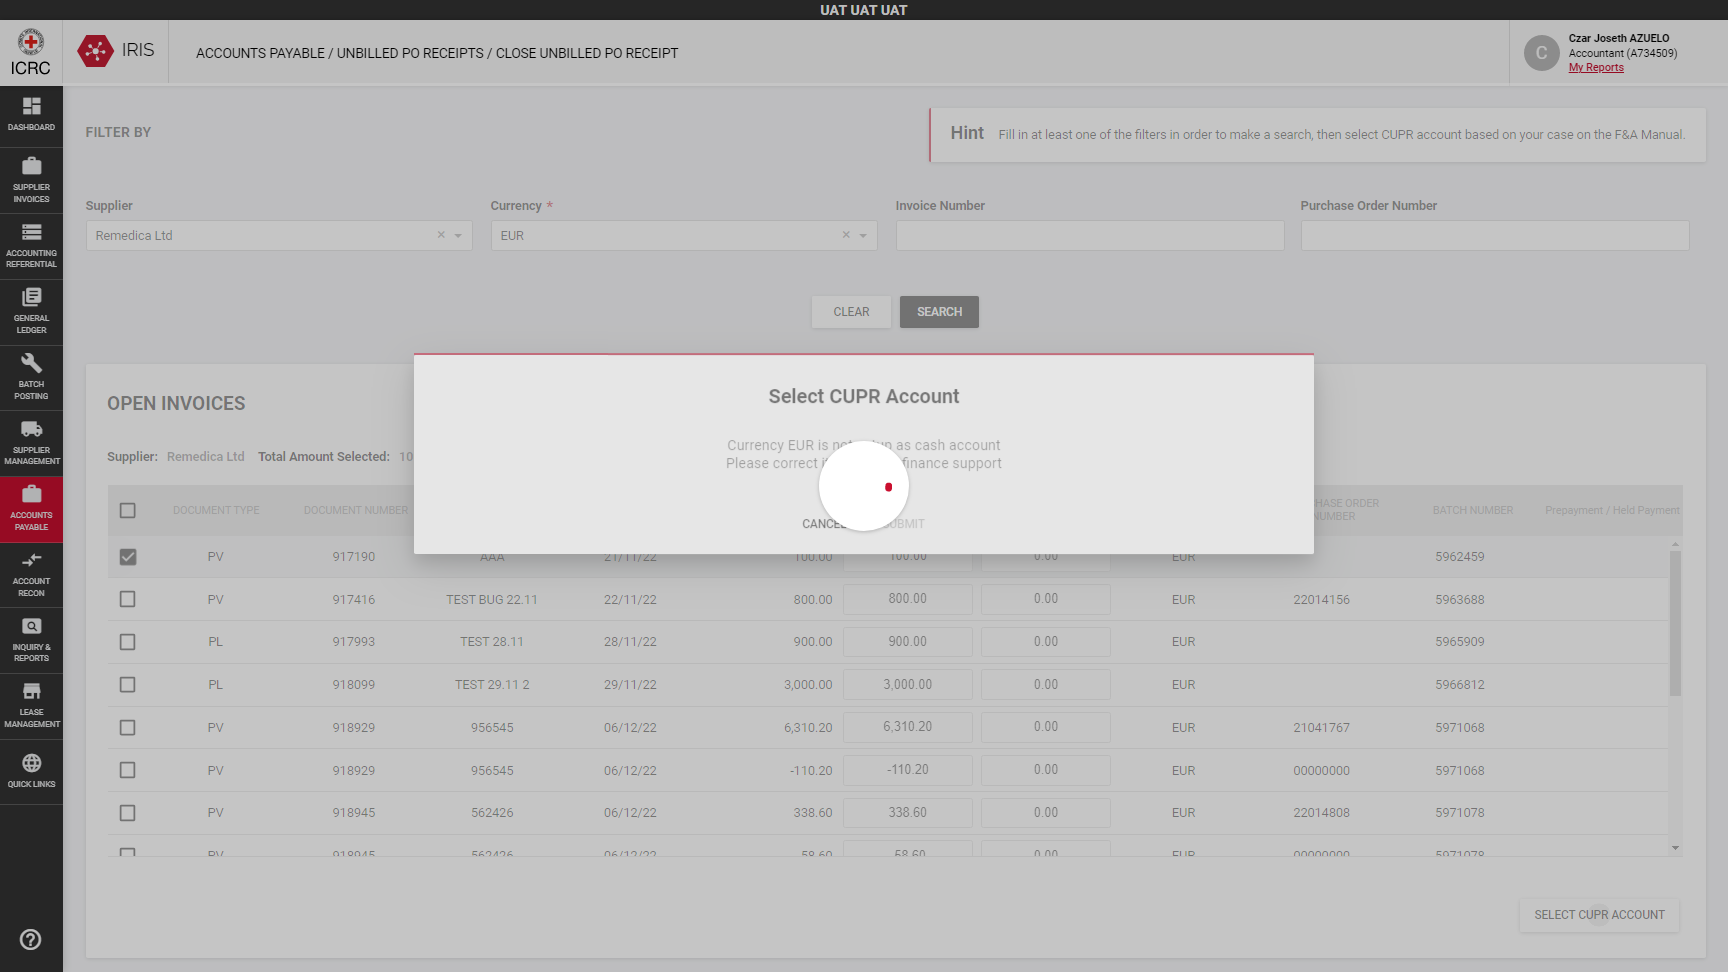 UAT UAT UAT
ICRC
IRIS
ACCOUNTS PAYABLE / UNBILLED PO RECEIPTS / CLOSE UNBILLED PO RECEIPT
C
Czar Joseth AZUELO
Accountant (A734509)
My Reports
DASHBOARD
SUPPLIER
INVOICES
ACCOUNTING
REFERENTIAL
GENERAL
LEDGER
BATCH
POSTING
SUPPLIER
MANAGEMENT
ACCOUNTS
PAYABLE
ACCOUNT
RECON
INQUIRY &
REPORTS
LEASE
MANAGEMENT
QUICK LINKS
FILTER BY
Hint Fill in at least one of the filters in order to make a search, then select CUPR account based on your case on the F&A Manual.
Supplier Currency * Invoice Number Purchase Order Number
Remedica Ltd EUR
CLEAR SEARCH
OPEN INVOICES
Supplier: Remedica Ltd Total Amount Selected: 10
Select CUPR Account
Currency EUR is as cash account
Please correct finance support
DOCUMENT TYPE DOCUMENT NUMBER ORDER BATCH NUMBER Prepayment / Held Payment
PV 917190 AAA 21/11/22 100.00 100.00 0.00 EUR 5962459
PV 917416 TEST BUG 22.11 22/11/22 800.00 800.00 0.00 EUR 22014156 5963688
PL 917993 TEST 28.11 28/11/22 900.00 900.00 0.00 EUR 5965909
PL 918099 TEST 29.11 2 29/11/22 3,000.00 3,000.00 0.00 EUR 5966812
PV 918929 956545 06/12/22 6,310.20 6,310.20 0.00 EUR 21041767 5971068
PV 918929 956545 06/12/22 -110.20 -110.20 0.00 EUR 00000000 5971068
PV 918945 562426 06/12/22 338.60 338.60 0.00 EUR 22014808 5971078
PV 918945 562426 06/12/22 58.60 58.60 0.00 EUR 00000000 5971078
SELECT CUPR ACCOUNT